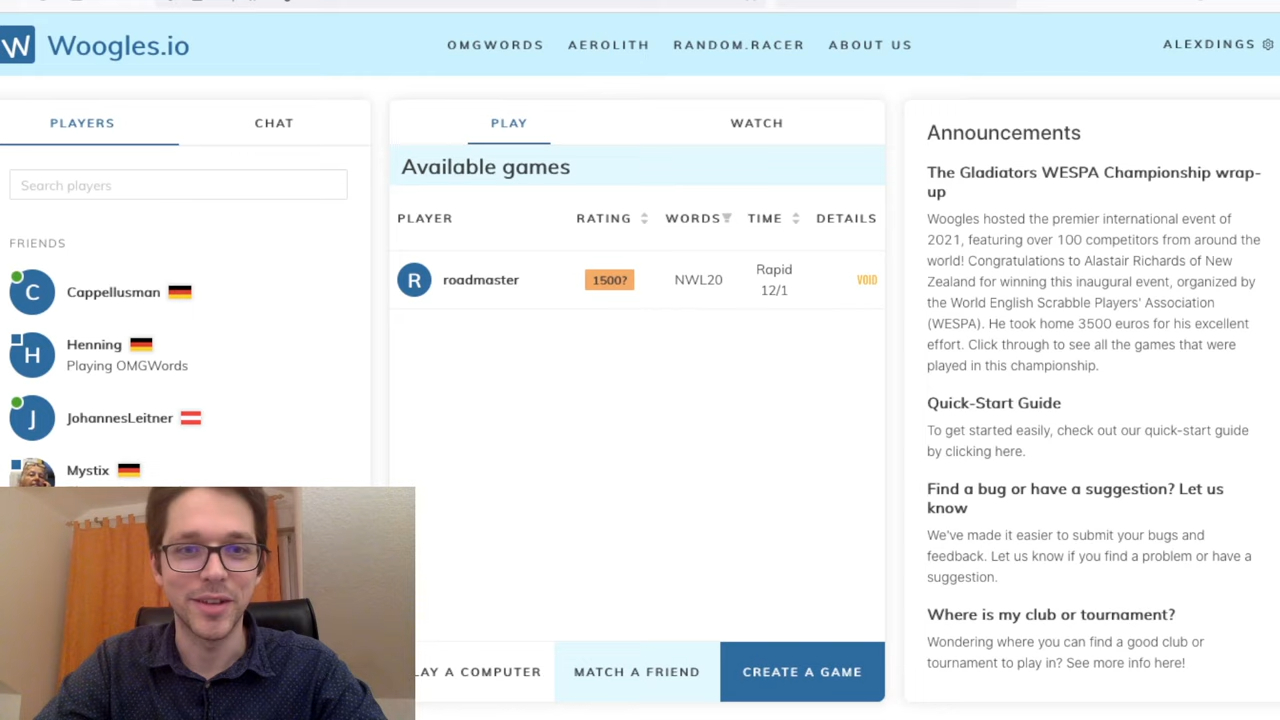 W Woogles.io
OMGWORDS AEROLITH RANDOM.RACER ABOUT US
ALEXDINGS
PLAYERS CHAT
Search players
FRIENDS
C Cappellusman
H Henning
Playing OMGWords
J JohannesLeitner
Mystix
PLAY WATCH
Available games
PLAYER RATING WORDS TIME DETAILS
R roadmaster 1500? NWL20 Rapid
12/1 VOID
LAY A COMPUTER MATCH A FRIEND CREATE A GAME
Announcements
The Gladiators WESPA Championship wrap-
up
Woogles hosted the premier international event of
2021, featuring over 100 competitors from around the
world! Congratulations to Alastair Richards of New
Zealand for winning this inaugural event, organized by
the World English Scrabble Players' Association
(WESPA). He took home 3500 euros for his excellent
effort. Click through to see all the games that were
played in this championship.
Quick-Start Guide
To get started easily, check out our quick-start guide
by clicking here.
Find a bug or have a suggestion? Let us
know
We've made it easier to submit your bugs and
feedback. Let us know if you find a problem or have a
suggestion.
Where is my club or tournament?
Wondering where you can find a good club or
tournament to play in? See more info here!